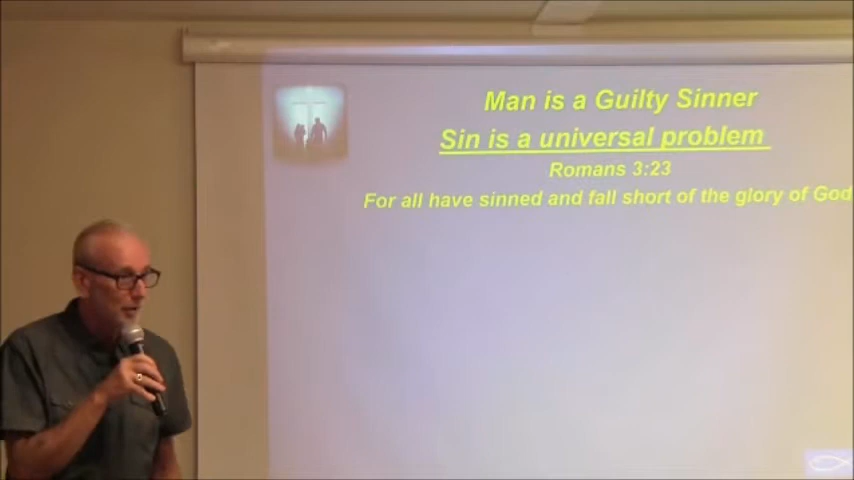 Man is a Guilty Sinner
Sin is a universal problem
Romans 3:23
For all have sinned and fall short of the glory of God